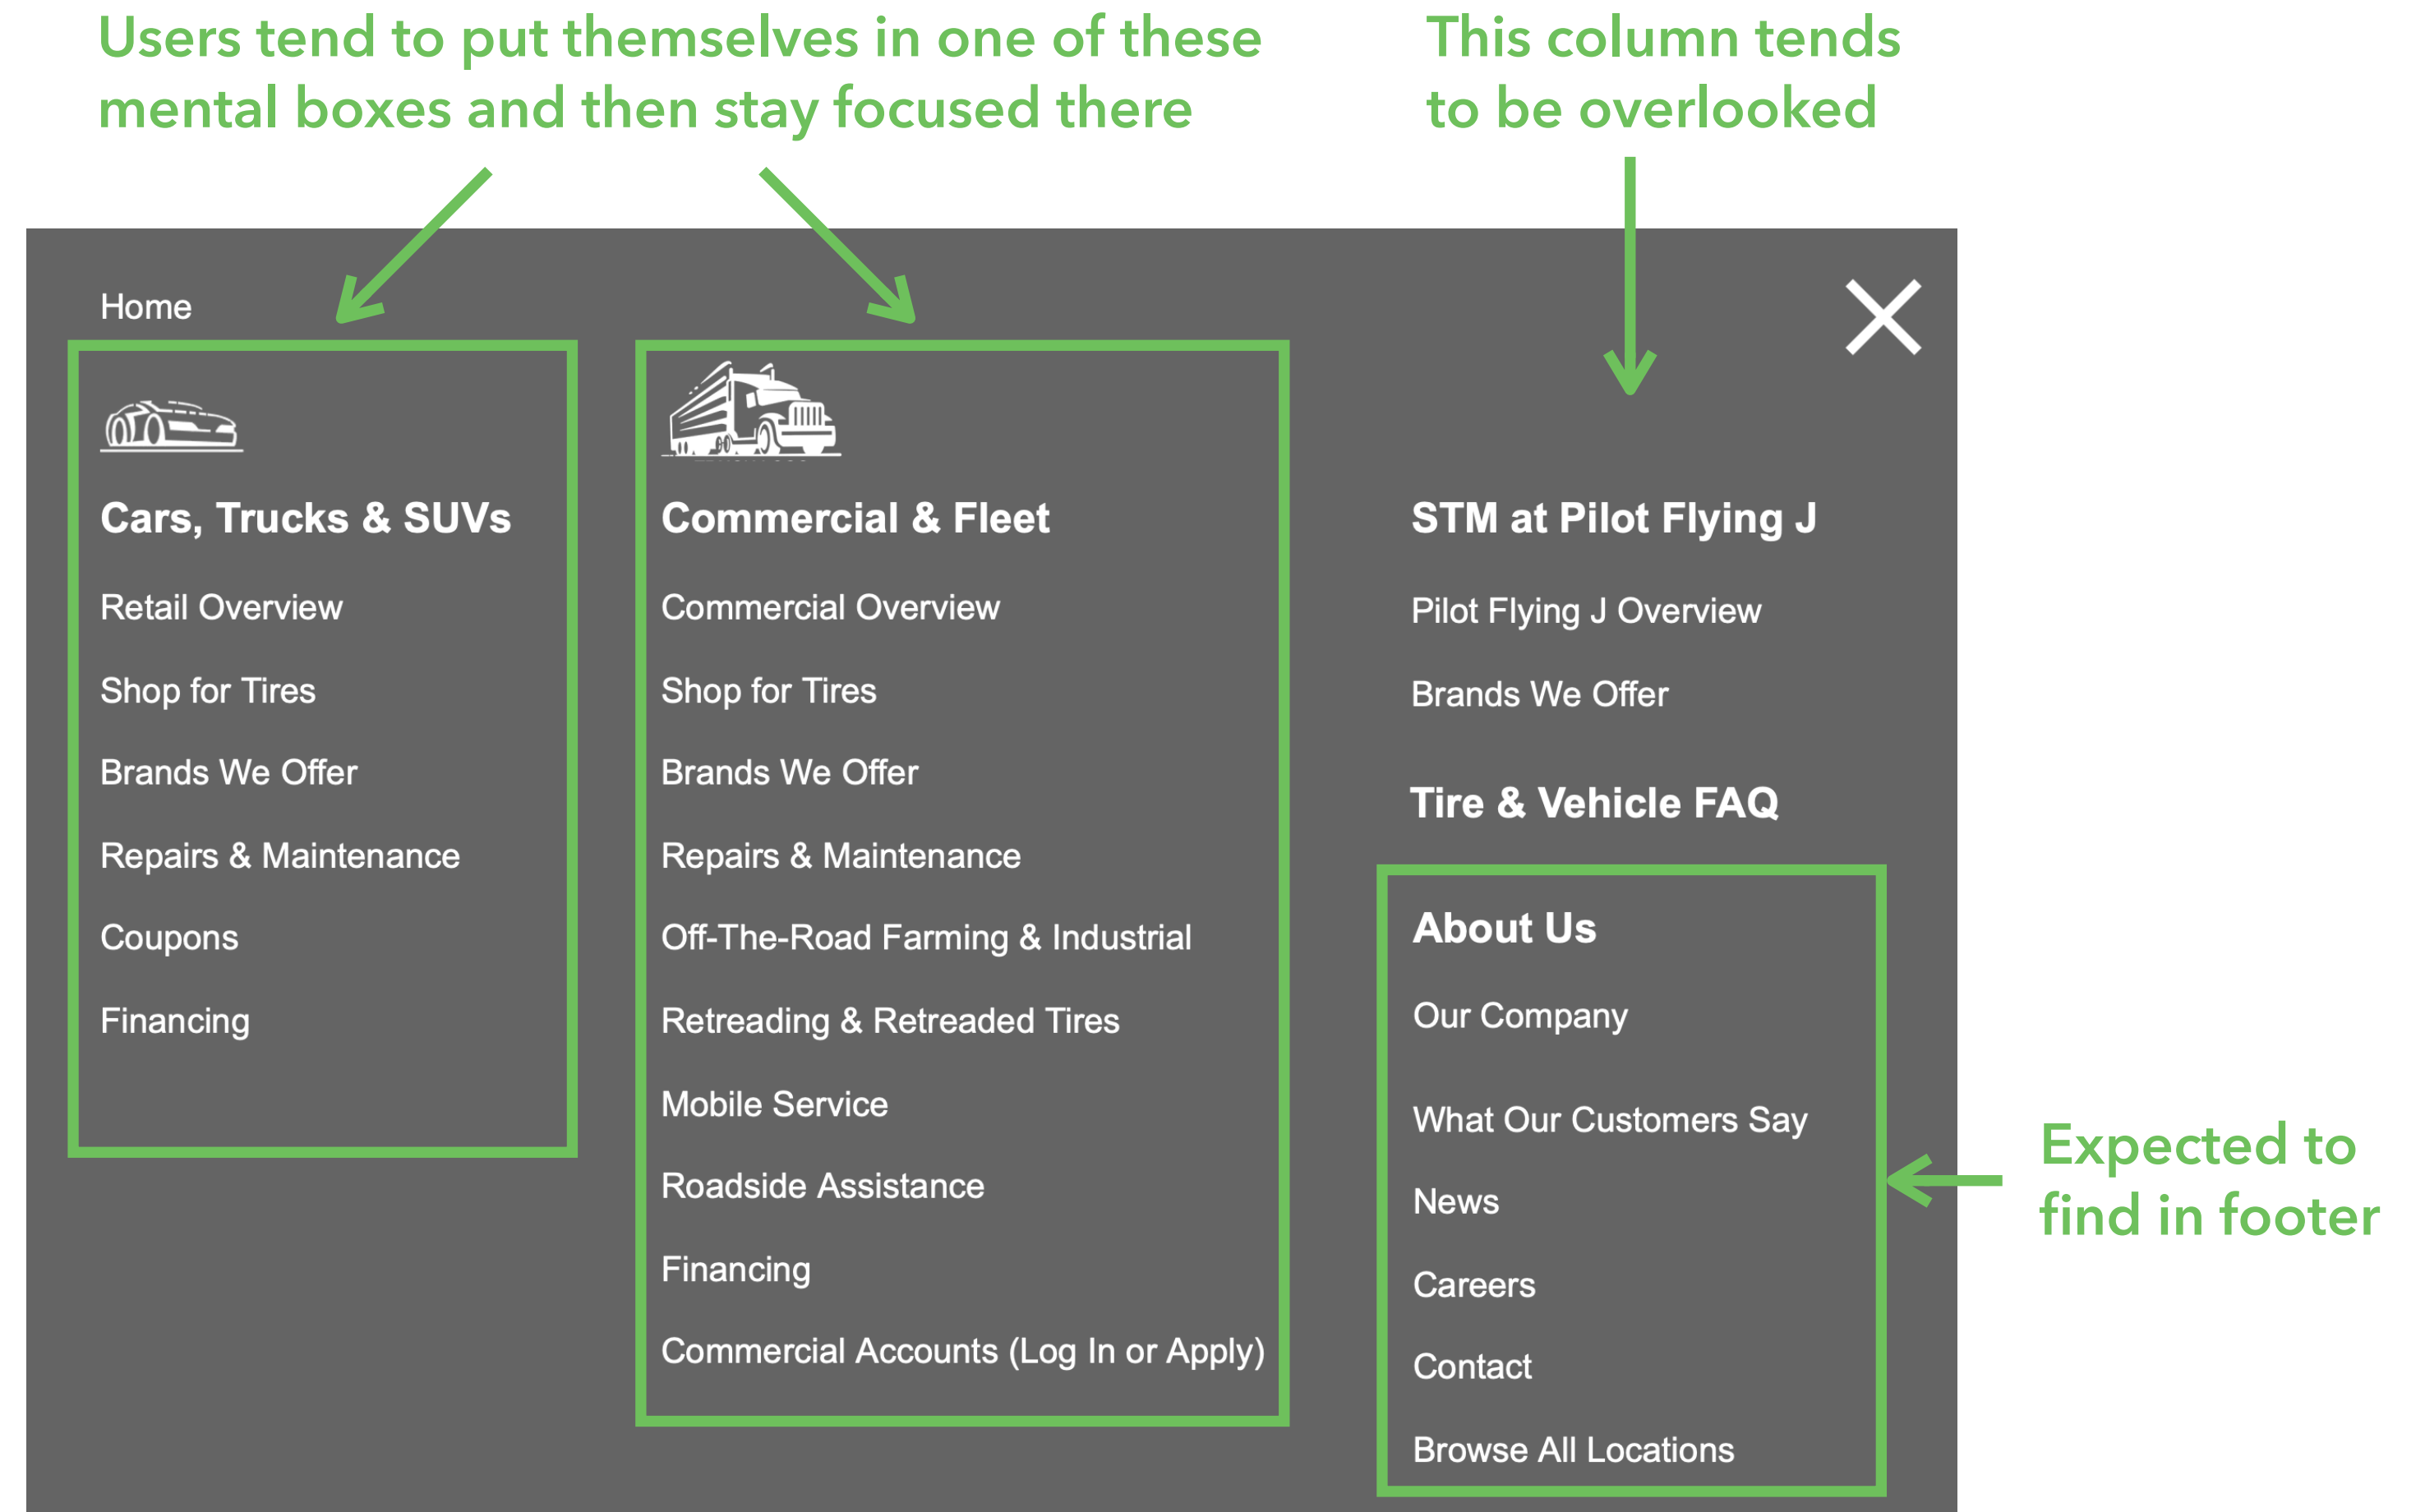 Users tend to put themselves in one of these
mental boxes and then stay focused there
This column tends
to be overlooked
Home
Cars, Trucks & SUVs
Retail Overview
Shop for Tires
Brands We Offer
Repairs & Maintenance
Coupons
Financing
Commercial & Fleet
Commercial Overview
Shop for Tires
Brands We Offer
Repairs & Maintenance
Off-The-Road Farming & Industrial
Retreading & Retreaded Tires
Mobile Service
Roadside Assistance
Financing
Commercial Accounts (Log In or Apply)
STM at Pilot Flying J
Pilot Flying J Overview
Brands We Offer
Tire & Vehicle FAQ
About Us
Our Company
What Our Customers Say
News
Careers
Contact
Browse All Locations
Expected to
find in footer